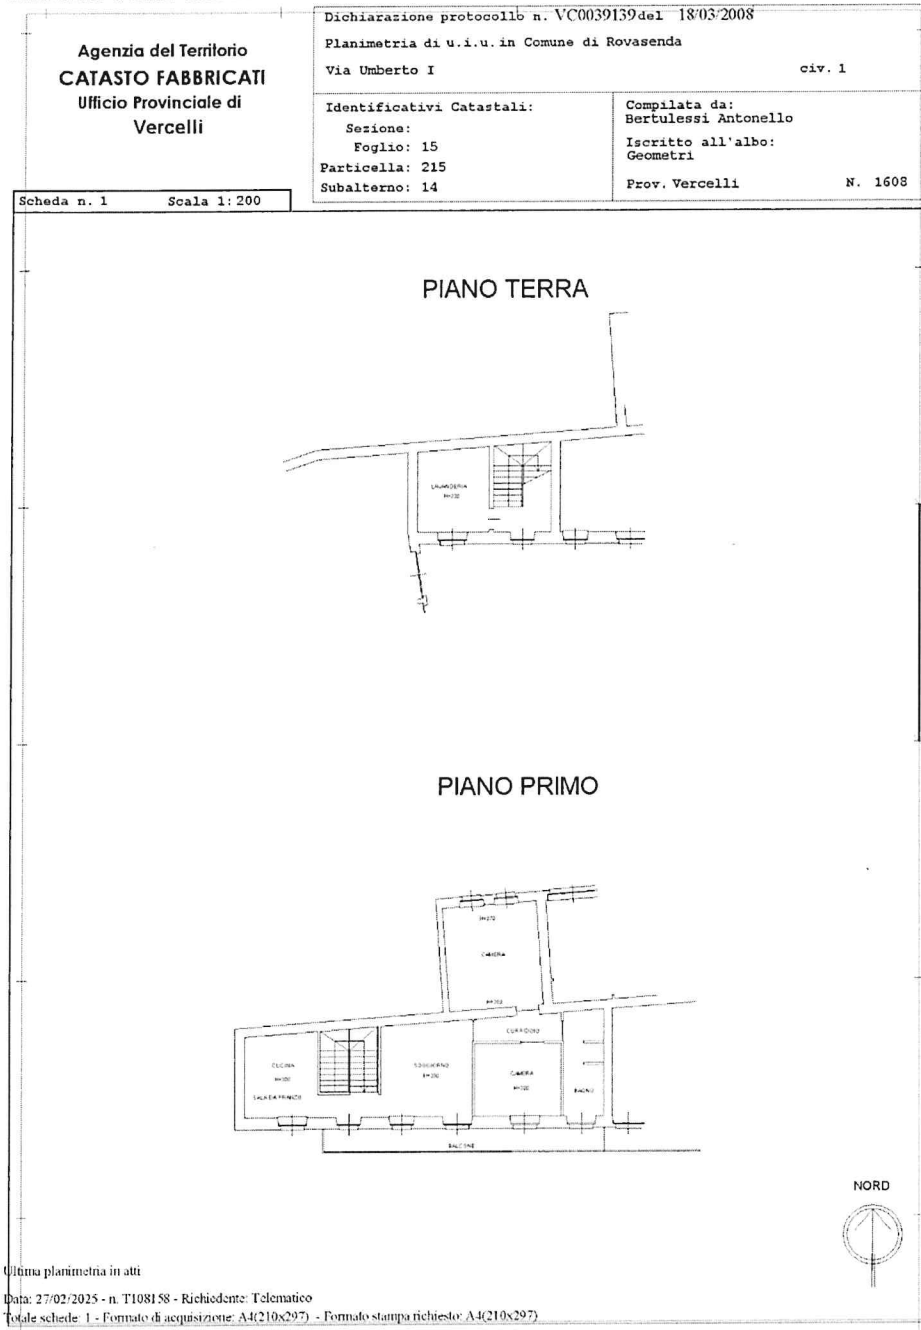 Dichiarazione protocollo n. VC0039139 del 18/03/2008
Planimetria di u.i.u. in Comune di Rovasenda
Via Umberto I civ. 1
Agenzia del Territorio
CATASTO FABBRICATI
Ufficio Provinciale di
Vercelli
Identificativi Catastali:
Sezione:
Foglio: 15
Particella: 215
Subalterno: 14
Compilata da:
Bertulessi Antonello
Iscritto all'albo:
Geometri
Prov. Vercelli N. 1608
Scheda n. 1 Scala 1:200
PIANO TERRA
LAVANDERIA
PIANO PRIMO
H=270
CAMERA
CORRIDOIO
CUCINA
SOGGIORNO
CAMERA
SALA DA PRANZO
BAGNO
BALCONE
NORD
Ultima planimetria in atti
Data: 27/02/2025 - n. T108158 - Richiedente: Telematico
Totale schede: 1 - Formato di acquisizione: A4(210x297) - Formato stampa richiesto: A4(210x297)